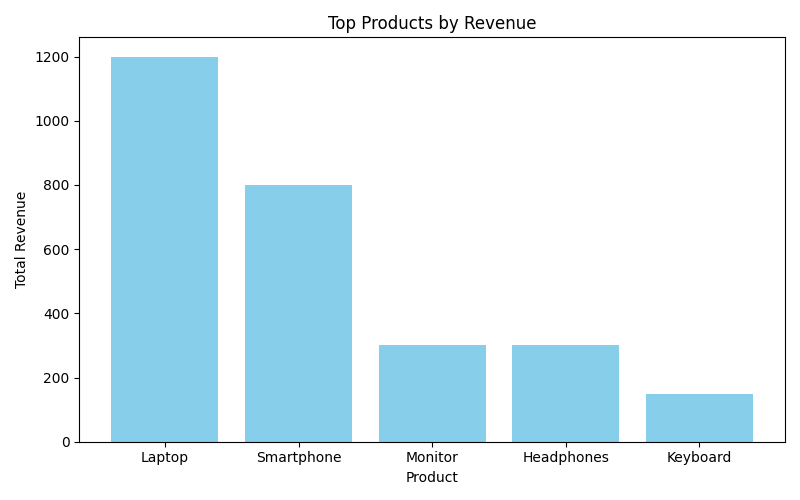 Top Products by Revenue
Total Revenue
1200
1000
800
600
400
200
0
Laptop Smartphone Monitor Headphones Keyboard
Product